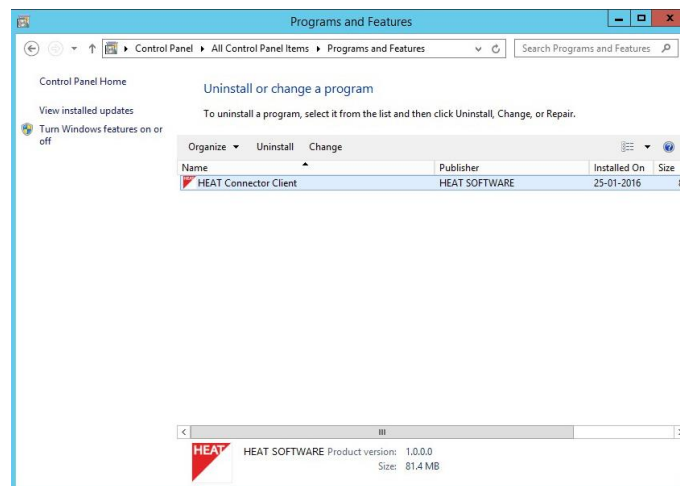 Programs and Features
Control Panel ▸ All Control Panel Items ▸ Programs and Features
Search Programs and Features
Control Panel Home
View installed updates
Turn Windows features on or
off
Uninstall or change a program
To uninstall a program, select it from the list and then click Uninstall, Change, or Repair.
Organize Uninstall Change
Name Publisher Installed On Size
HEAT Connector Client HEAT SOFTWARE 25-01-2016
HEAT
HEAT SOFTWARE Product version: 1.0.0.0
Size: 81.4 MB